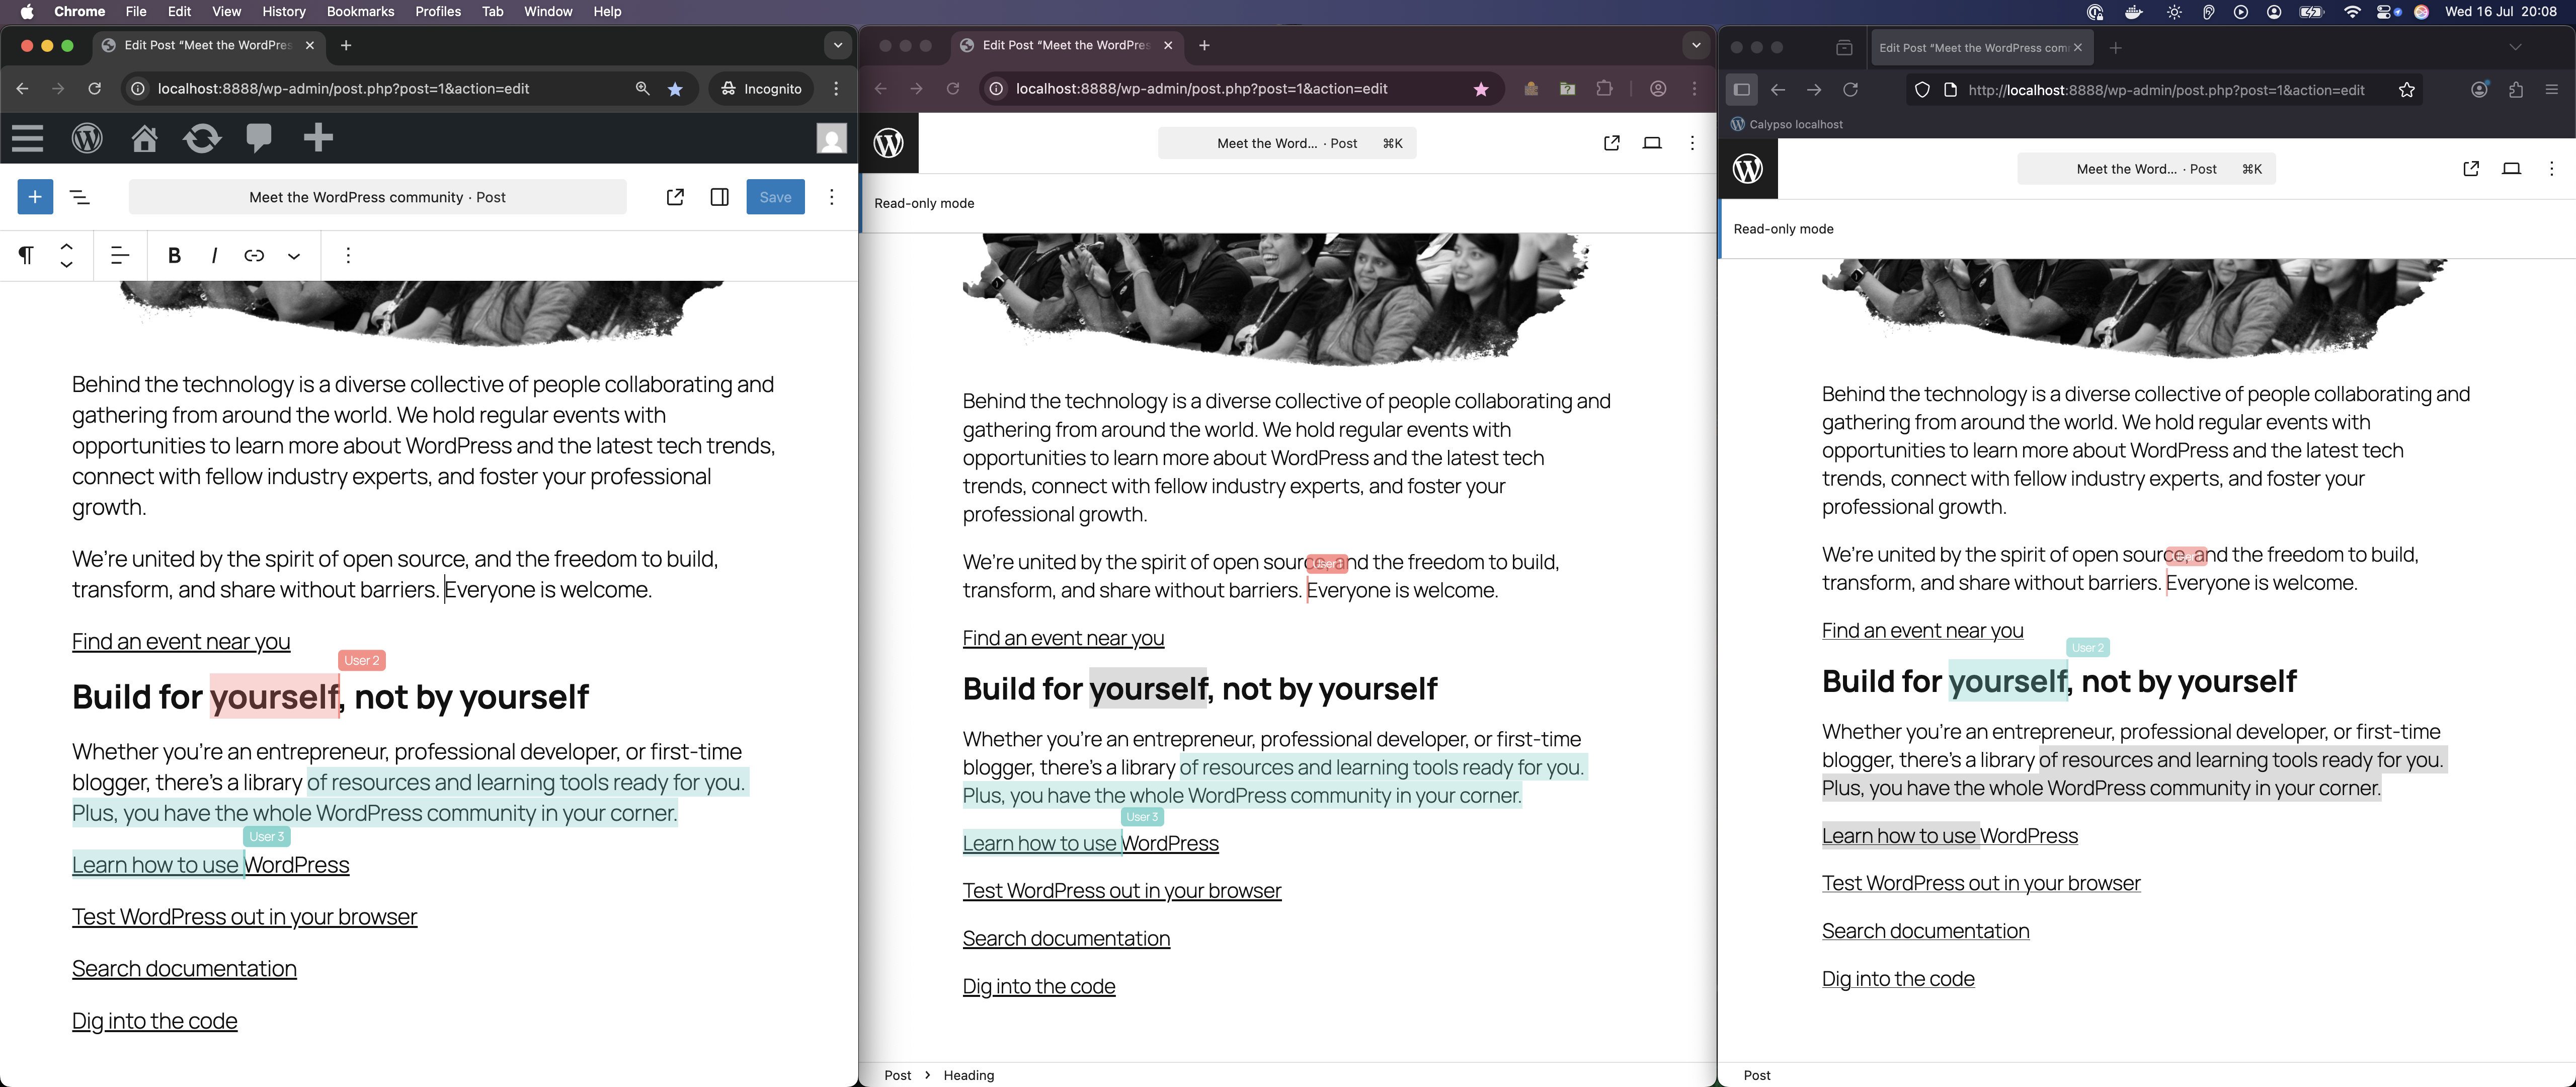 Chrome File Edit View History Bookmarks Profiles Tab Window Help
Wed 16 Jul 20:08
Edit Post “Meet the WordPres
localhost:8888/wp-admin/post.php?post=1&action=edit
Incognito
Meet the WordPress community · Post
Save
B I
Behind the technology is a diverse collective of people collaborating and
gathering from around the world. We hold regular events with
opportunities to learn more about WordPress and the latest tech trends,
connect with fellow industry experts, and foster your professional
growth.
We’re united by the spirit of open source, and the freedom to build,
transform, and share without barriers. Everyone is welcome.
Find an event near you
User 2
Build for yourself, not by yourself
Whether you’re an entrepreneur, professional developer, or first-time
blogger, there’s a library of resources and learning tools ready for you.
Plus, you have the whole WordPress community in your corner.
User 3
Learn how to use WordPress
Test WordPress out in your browser
Search documentation
Dig into the code
Edit Post “Meet the WordPres
localhost:8888/wp-admin/post.php?post=1&action=edit
Meet the Word... · Post ⌘K
Read-only mode
Behind the technology is a diverse collective of people collaborating and
gathering from around the world. We hold regular events with
opportunities to learn more about WordPress and the latest tech
trends, connect with fellow industry experts, and foster your
professional growth.
We’re united by the spirit of open source, and the freedom to build,
transform, and share without barriers. Everyone is welcome.
Find an event near you
Build for yourself, not by yourself
Whether you’re an entrepreneur, professional developer, or first-time
blogger, there’s a library of resources and learning tools ready for you.
Plus, you have the whole WordPress community in your corner.
User 3
Learn how to use WordPress
Test WordPress out in your browser
Search documentation
Dig into the code
Post > Heading
Edit Post “Meet the WordPress com
http://localhost:8888/wp-admin/post.php?post=1&action=edit
Calypso localhost
Meet the Word... · Post ⌘K
Read-only mode
Behind the technology is a diverse collective of people collaborating and
gathering from around the world. We hold regular events with
opportunities to learn more about WordPress and the latest tech
trends, connect with fellow industry experts, and foster your
professional growth.
We’re united by the spirit of open source, and the freedom to build,
transform, and share without barriers. Everyone is welcome.
Find an event near you
User 2
Build for yourself, not by yourself
Whether you’re an entrepreneur, professional developer, or first-time
blogger, there’s a library of resources and learning tools ready for you.
Plus, you have the whole WordPress community in your corner.
Learn how to use WordPress
Test WordPress out in your browser
Search documentation
Dig into the code
Post